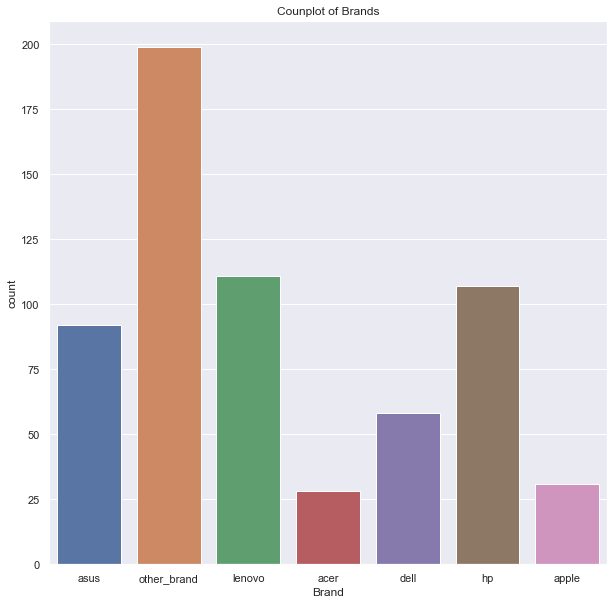 Counplot of Brands
200
175
150
125
100
75
50
25
0
count
asus other_brand lenovo acer dell hp apple
Brand